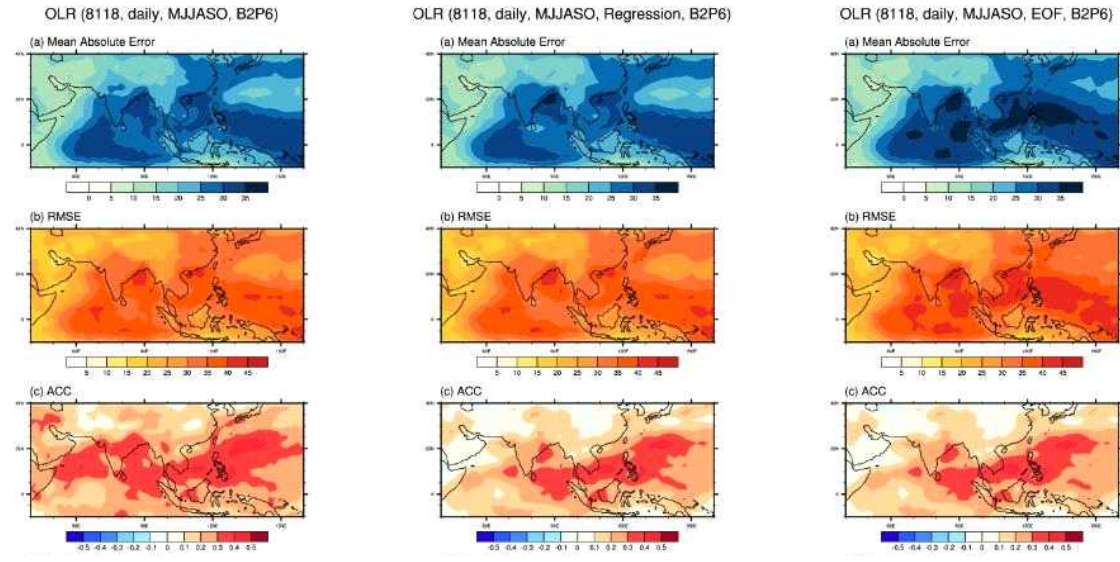 OLR (8118, daily, MJJASO, B2P6)
(a) Mean Absolute Error
0 5 10 15 20 25 30 35
(b) RMSE
5 10 15 20 25 30 35 40 45
(c) ACC
-0.5 -0.4 -0.3 -0.2 -0.1 0 0.1 0.2 0.3 0.4 0.5
OLR (8118, daily, MJJASO, Regression, B2P6)
(a) Mean Absolute Error
0 5 10 15 20 25 30 35
(b) RMSE
5 10 15 20 25 30 35 40 45
(c) ACC
-0.5 -0.4 -0.3 -0.2 -0.1 0 0.1 0.2 0.3 0.4 0.5
OLR (8118, daily, MJJASO, EOF, B2P6)
(a) Mean Absolute Error
0 5 10 15 20 25 30 35
(b) RMSE
5 10 15 20 25 30 35 40 45
(c) ACC
-0.5 -0.4 -0.3 -0.2 -0.1 0 0.1 0.2 0.3 0.4 0.5